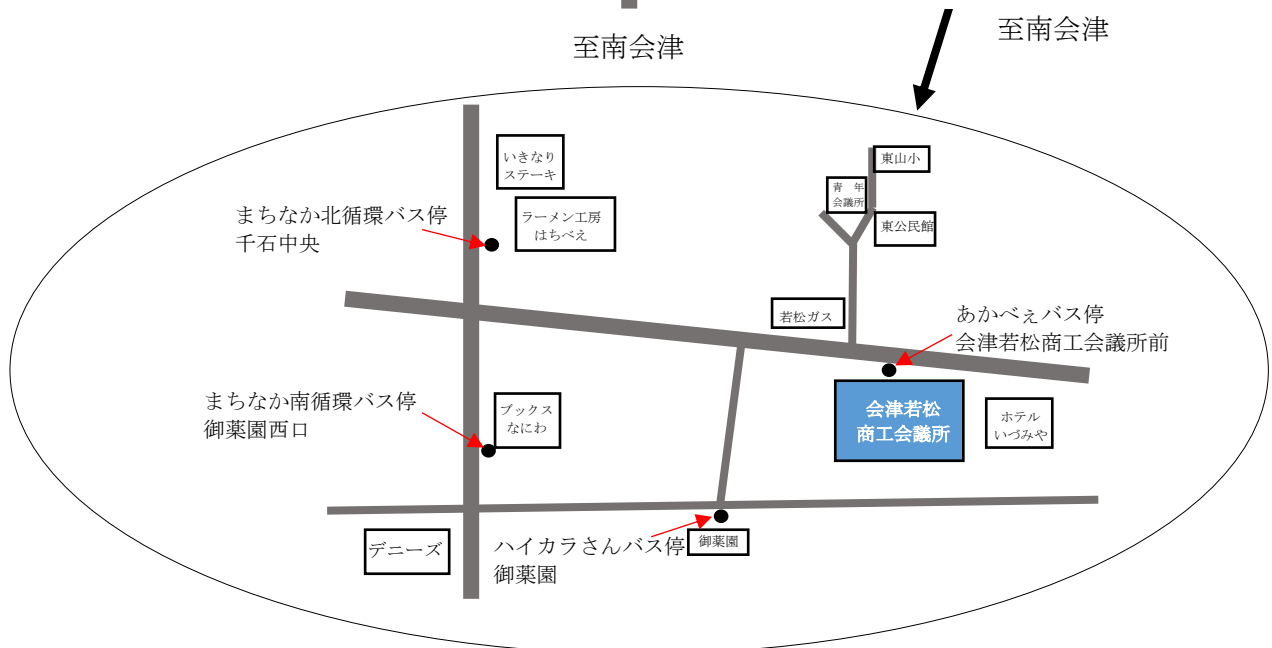 至南会津
至南会津
いきなり
ステーキ
東山小
青 年
会議所
まちなか北循環バス停
千石中央
ラーメン工房
はちべえ
東公民館
若松ガス
あかべぇバス停
会津若松商工会議所前
まちなか南循環バス停
御薬園西口
ブックス
なにわ
会津若松
商工会議所
ホテル
いづみや
デニーズ
ハイカラさんバス停
御薬園
御薬園